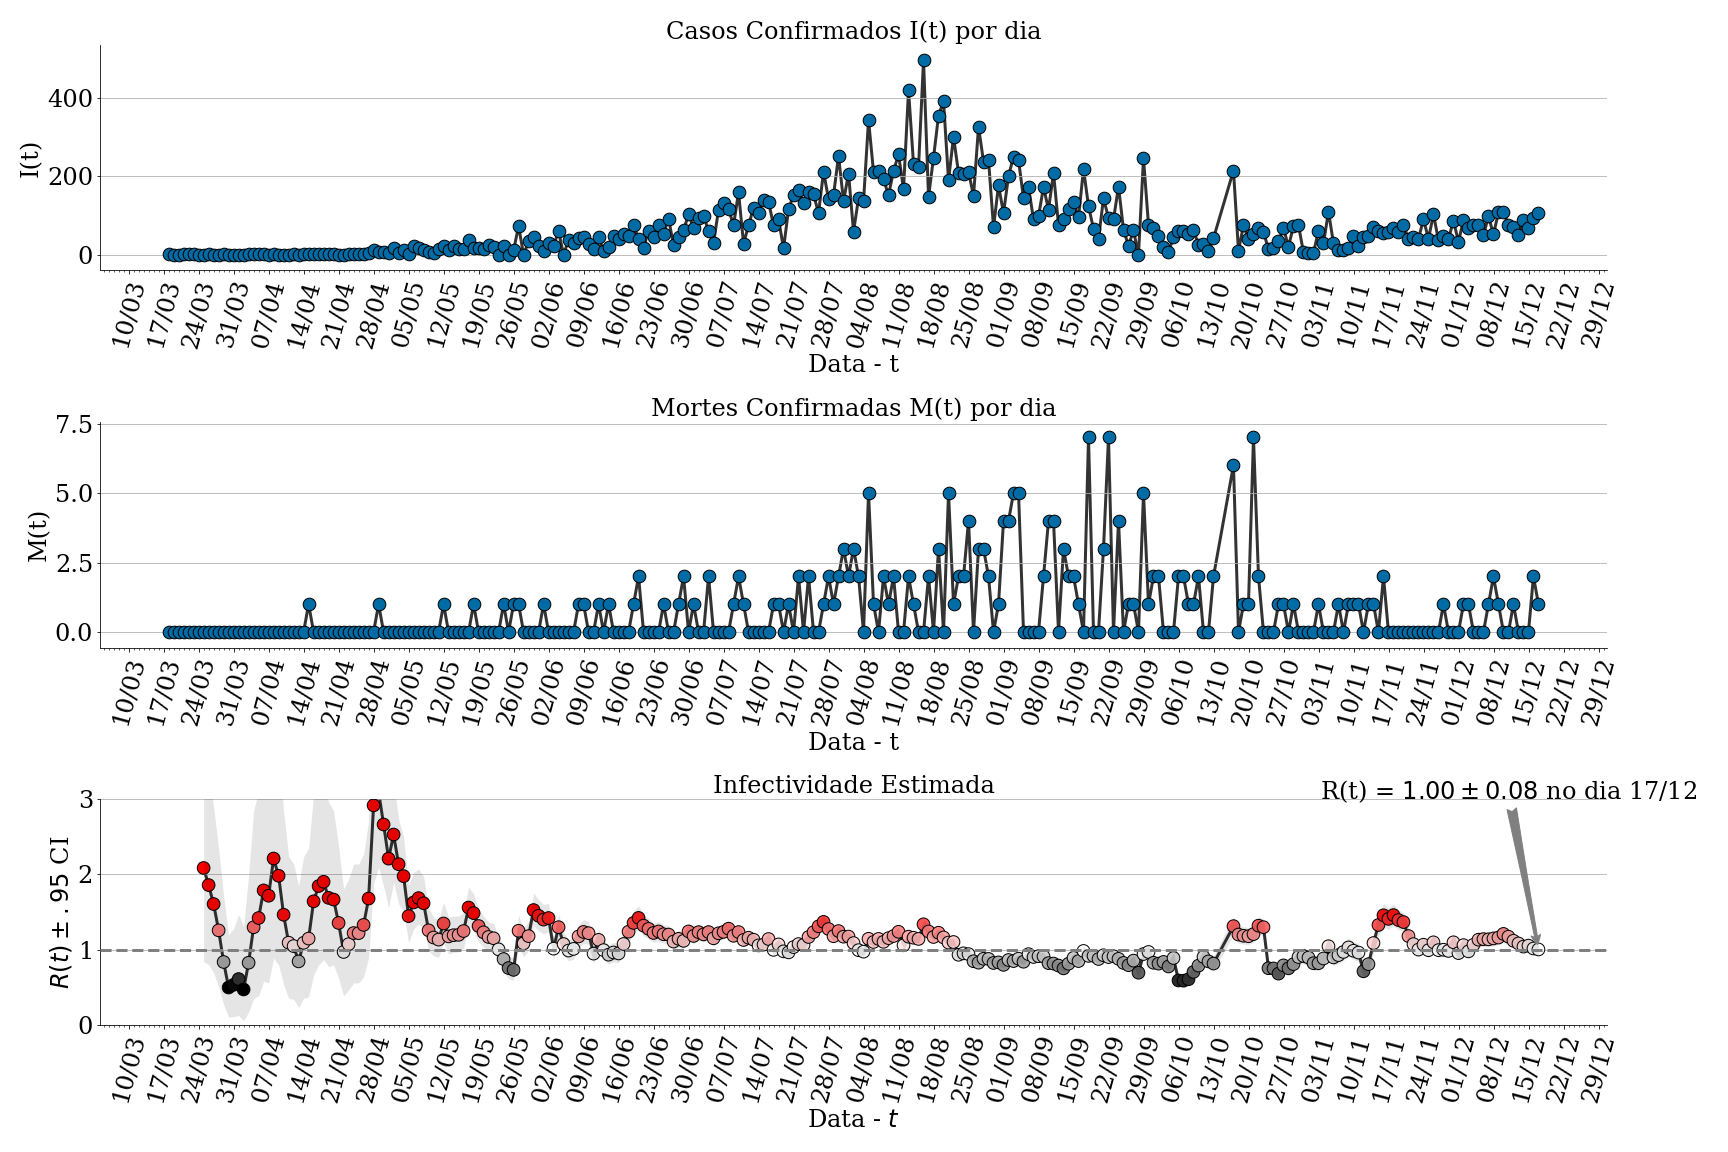 Casos Confirmados I(t) por dia
I(t)
400
200
0
10/03 17/03 24/03 31/03 07/04 14/04 21/04 28/04 05/05 12/05 19/05 26/05 02/06 09/06 16/06 23/06 30/06 07/07 14/07 21/07 28/07 04/08 11/08 18/08 25/08 01/09 08/09 15/09 22/09 29/09 06/10 13/10 20/10 27/10 03/11 10/11 17/11 24/11 01/12 08/12 15/12 22/12 29/12
Data - t
Mortes Confirmadas M(t) por dia
M(t)
7.5
5.0
2.5
0.0
10/03 17/03 24/03 31/03 07/04 14/04 21/04 28/04 05/05 12/05 19/05 26/05 02/06 09/06 16/06 23/06 30/06 07/07 14/07 21/07 28/07 04/08 11/08 18/08 25/08 01/09 08/09 15/09 22/09 29/09 06/10 13/10 20/10 27/10 03/11 10/11 17/11 24/11 01/12 08/12 15/12 22/12 29/12
Data - t
Infectividade Estimada
R(t) = 1.00 ± 0.08 no dia 17/12
R(t) ± .95 CI
3
2
1
0
10/03 17/03 24/03 31/03 07/04 14/04 21/04 28/04 05/05 12/05 19/05 26/05 02/06 09/06 16/06 23/06 30/06 07/07 14/07 21/07 28/07 04/08 11/08 18/08 25/08 01/09 08/09 15/09 22/09 29/09 06/10 13/10 20/10 27/10 03/11 10/11 17/11 24/11 01/12 08/12 15/12 22/12 29/12
Data - t